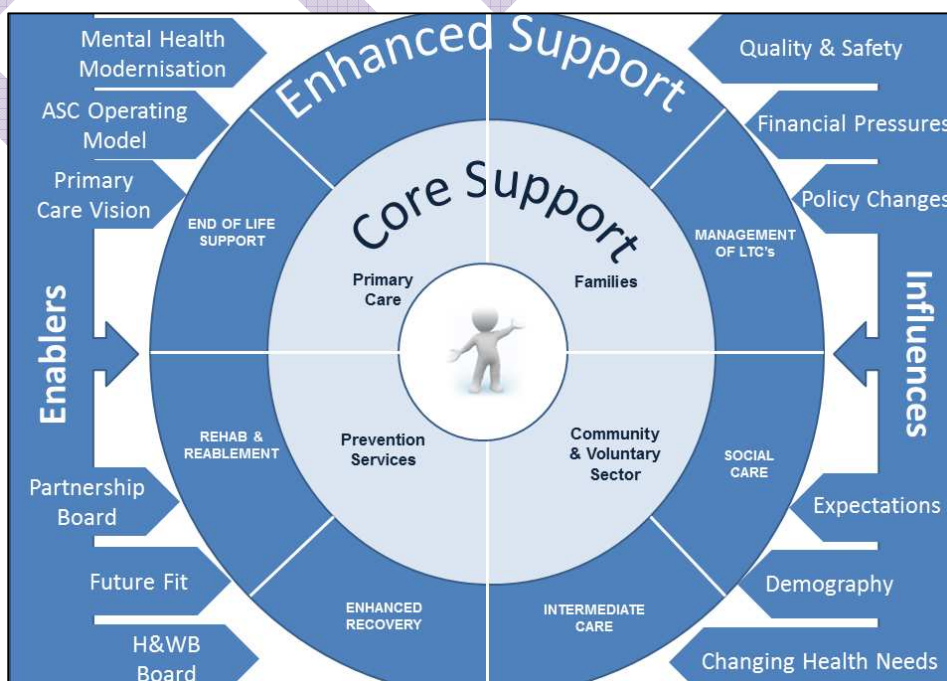 Mental Health
Modernisation
ASC Operating
Model
Primary
Care Vision
Enablers
Partnership
Board
Future Fit
H&WB
Board
Enhanced Support
Core Support
END OF LIFE
SUPPORT
MANAGEMENT
OF LTC's
Primary
Care
Families
REHAB &
REABLEMENT
Prevention
Services
Community
& Voluntary
Sector
SOCIAL
CARE
ENHANCED
RECOVERY
INTERMEDIATE
CARE
Quality & Safety
Financial Pressures
Policy Changes
Influences
Expectations
Demography
Changing Health Needs